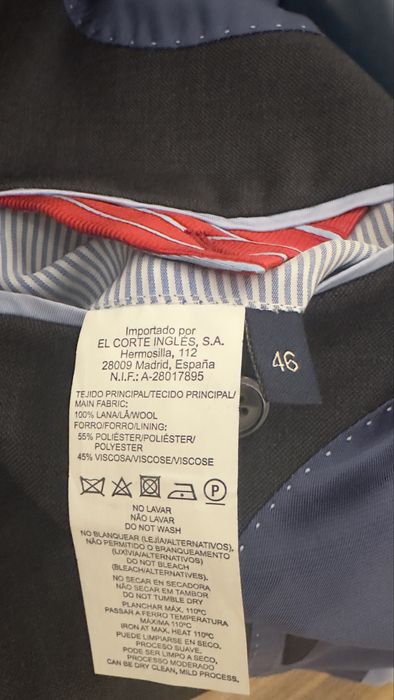 Importado por
EL CORTE INGLÉS, S.A.
Hermosilla, 112
28009 Madrid, España
N.I.F.: A-28017895
46
TEJIDO PRINCIPAL/TECIDO PRINCIPAL/
MAIN FABRIC:
100% LANA/LÃ/WOOL
FORRO/FORRO/LINING:
55% POLIÉSTER/POLIÉSTER/
POLYESTER
45% VISCOSA/VISCOSE/VISCOSE
P
NO LAVAR
NÃO LAVAR
DO NOT WASH
NO BLANQUEAR (LEJÍA/ALTERNATIVOS).
NÃO PERMITIDO O BRANQUEAMENTO
(LIXÍVIA/ALTERNATIVOS)
DO NOT BLEACH
(BLEACH/ALTERNATIVES).
NO SECAR EN SECADORA
NÃO SECAR EM TAMBOR
DO NOT TUMBLE DRY
PLANCHAR MÁX. 110ºC
PASSAR A FERRO TEMPERATURA
MÁXIMA 110ºC
IRON AT MAX. HEAT 110ºC
PUEDE LIMPIARSE EN SECO.
PROCESO SUAVE.
PODE SER LIMPO A SECO,
PROCESSO MODERADO
CAN BE DRY CLEAN, MILD PROCESS.